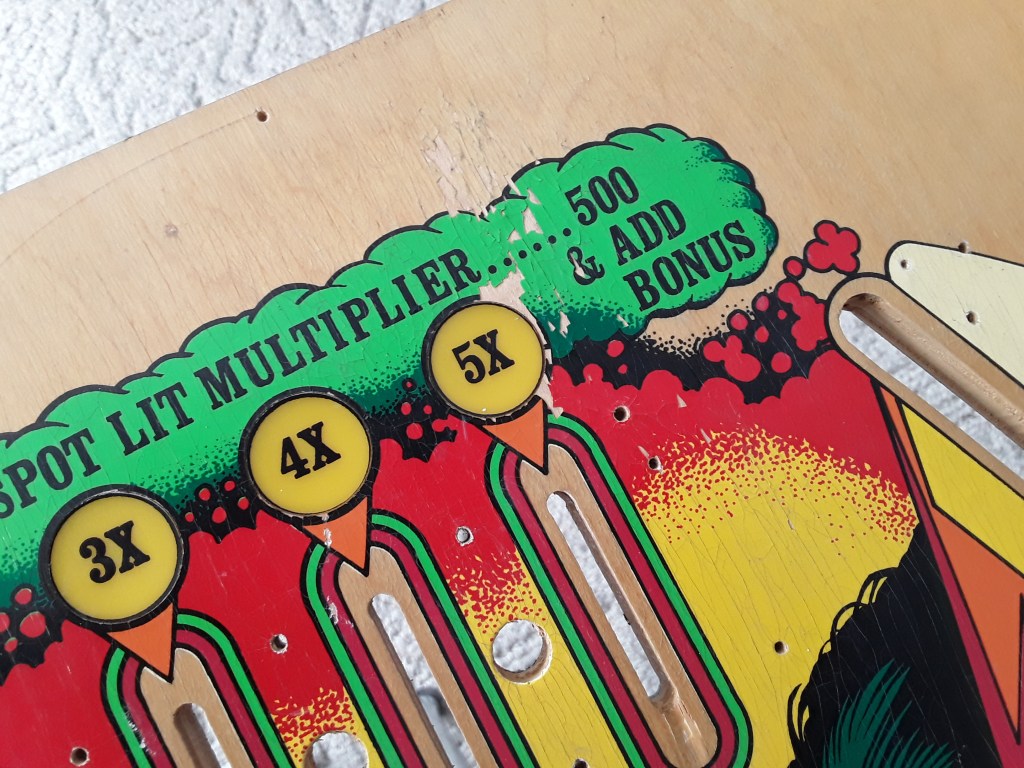 SPOT LIT MULTIPLIER.......500
& ADD
BONUS
3X
4X
5X